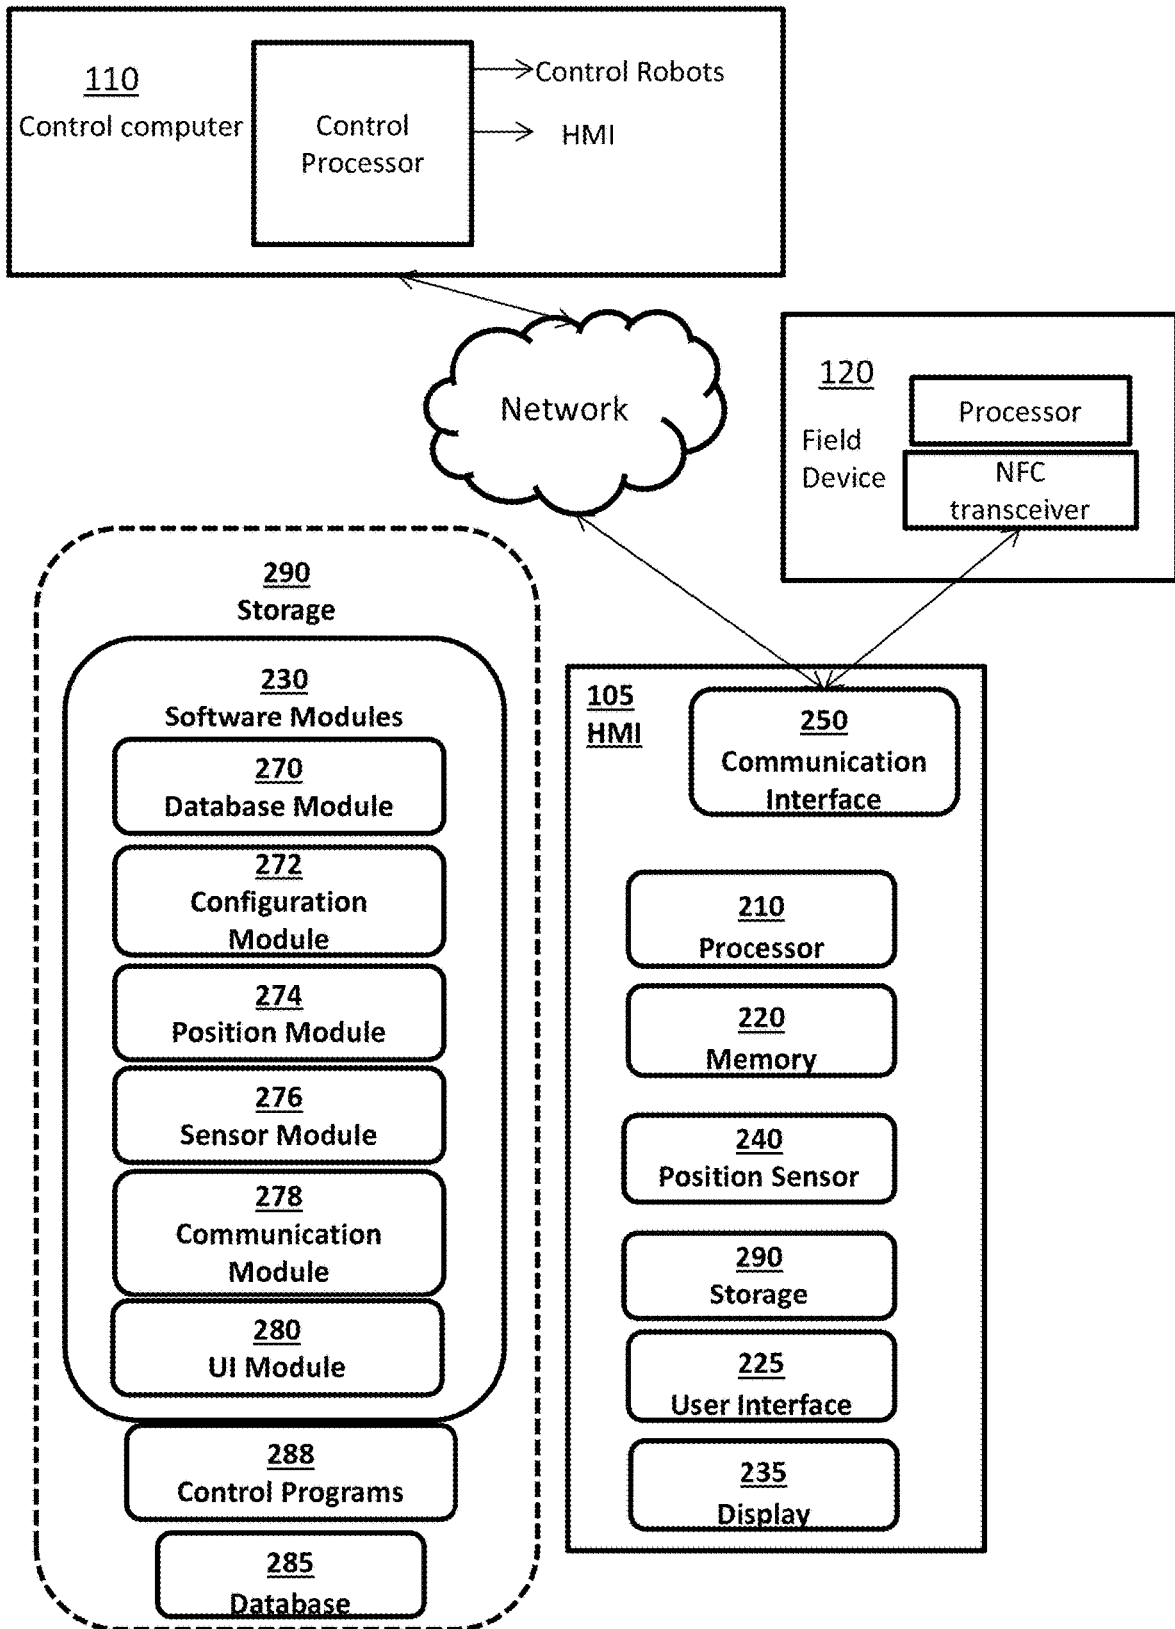 110
Control computer
Control
Processor
Control Robots
HMI
Network
120
Field
Device
Processor
NFC
transceiver
290
Storage
230
Software Modules
270
Database Module
272
Configuration
Module
274
Position Module
276
Sensor Module
278
Communication
Module
280
UI Module
288
Control Programs
285
Database
105
HMI
250
Communication
Interface
210
Processor
220
Memory
240
Position Sensor
290
Storage
225
User Interface
235
Display